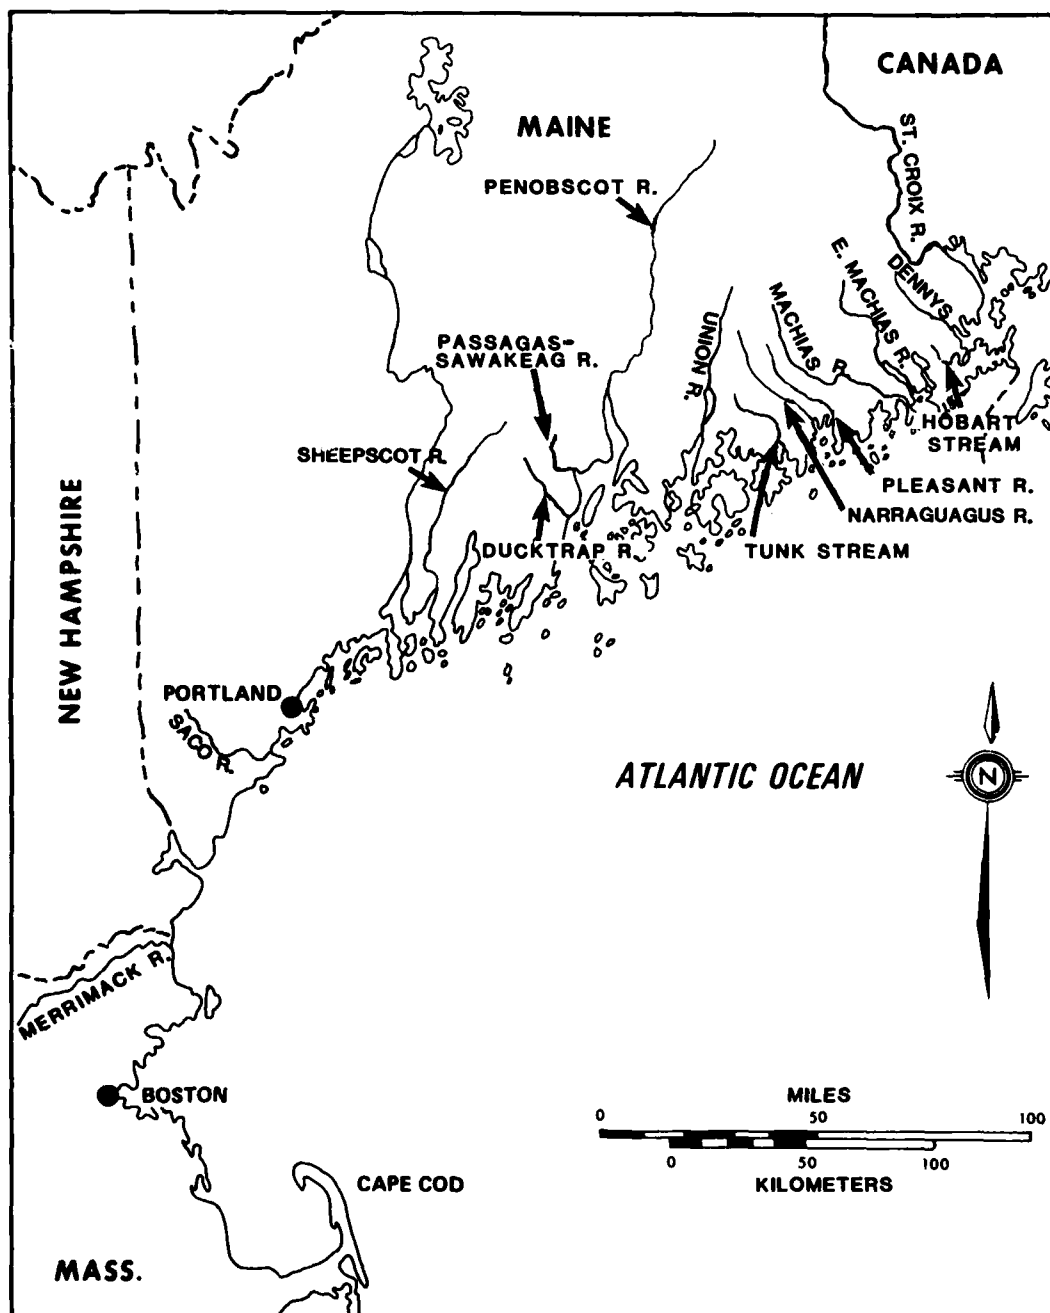 CANADA
MAINE
ST. CROIX R.
PENOBSCOT R.
DENNYS
E. MACHIAS R.
MACHIAS R.
UNION R.
PASSAGAS-
SAWAKEAG R.
HOBART
STREAM
SHEEPSCOT R.
PLEASANT R.
NARRAGUAGUS R.
DUCKTRAP R.
TUNK STREAM
NEW HAMPSHIRE
PORTLAND
SACO R.
ATLANTIC OCEAN
N
MERRIMACK R.
BOSTON
MILES
0 50 100
0 50 100
KILOMETERS
CAPE COD
MASS.